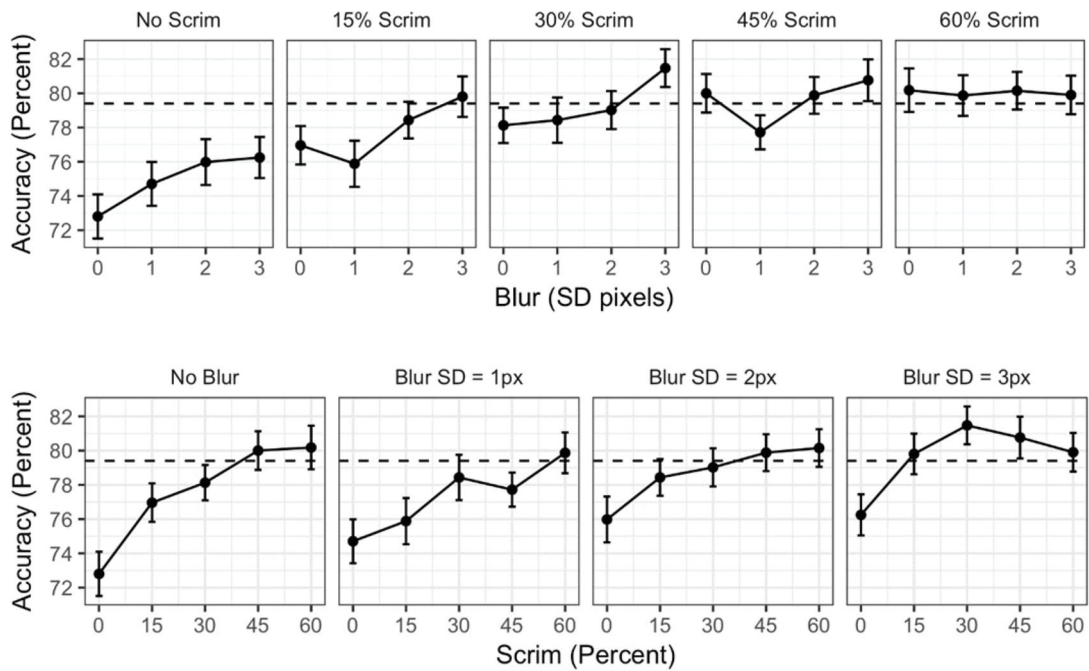 No Scrim 15% Scrim 30% Scrim 45% Scrim 60% Scrim
82
80
78
76
74
72
Accuracy (Percent)
0 1 2 3 0 1 2 3 0 1 2 3 0 1 2 3 0 1 2 3
Blur (SD pixels)
No Blur Blur SD = 1px Blur SD = 2px Blur SD = 3px
82
80
78
76
74
72
Accuracy (Percent)
0 15 30 45 60 0 15 30 45 60 0 15 30 45 60 0 15 30 45 60
Scrim (Percent)